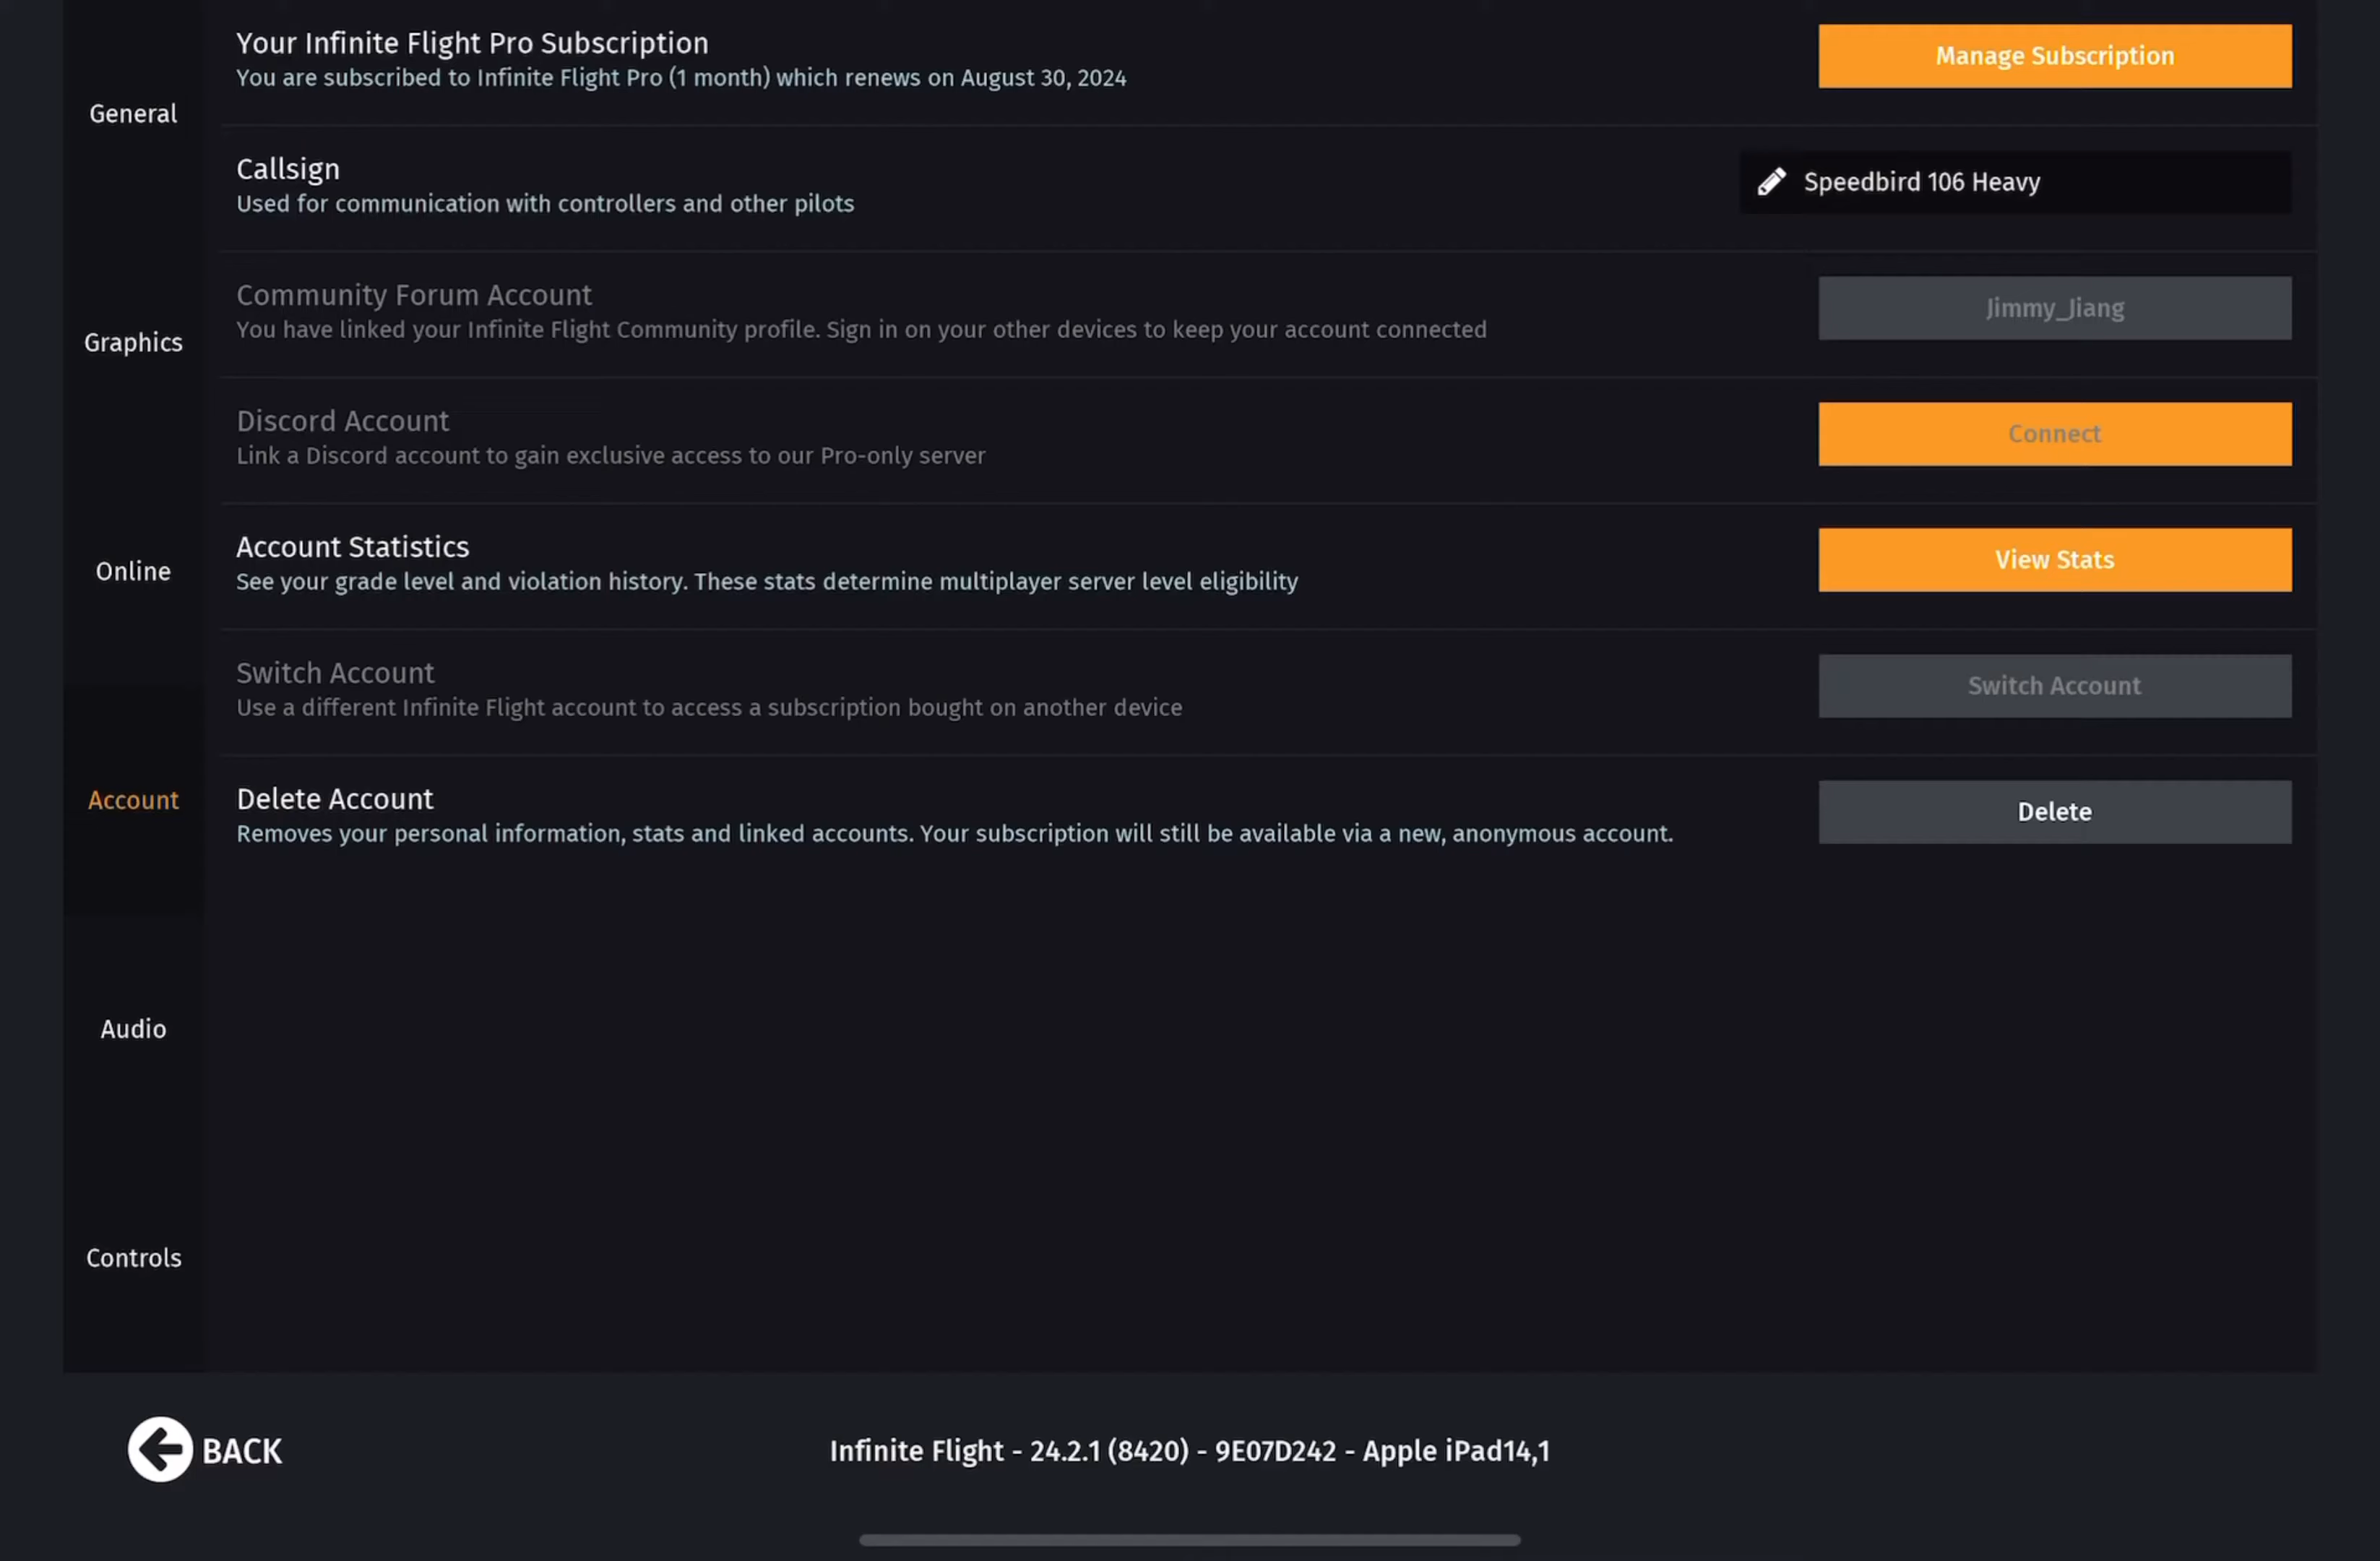 Your Infinite Flight Pro Subscription
You are subscribed to Infinite Flight Pro (1 month) which renews on August 30, 2024
Manage Subscription
General
Callsign
Used for communication with controllers and other pilots
Speedbird 106 Heavy
Community Forum Account
You have linked your Infinite Flight Community profile. Sign in on your other devices to keep your account connected
Jimmy_Jiang
Graphics
Discord Account
Link a Discord account to gain exclusive access to our Pro-only server
Connect
Account Statistics
See your grade level and violation history. These stats determine multiplayer server level eligibility
View Stats
Online
Switch Account
Use a different Infinite Flight account to access a subscription bought on another device
Switch Account
Account
Delete Account
Removes your personal information, stats and linked accounts. Your subscription will still be available via a new, anonymous account.
Delete
Audio
Controls
BACK
Infinite Flight - 24.2.1 (8420) - 9E07D242 - Apple iPad14,1